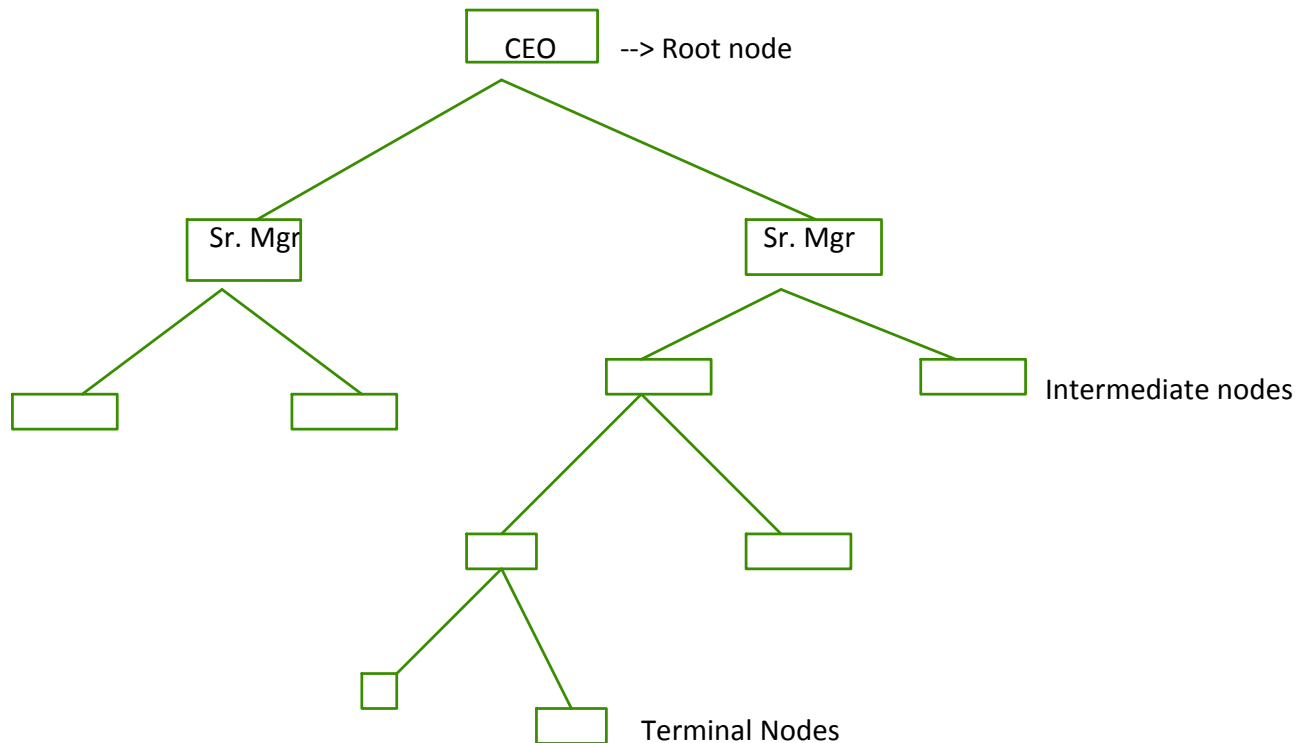 CEO --> Root node
Sr. Mgr
Sr. Mgr
Intermediate nodes
Terminal Nodes